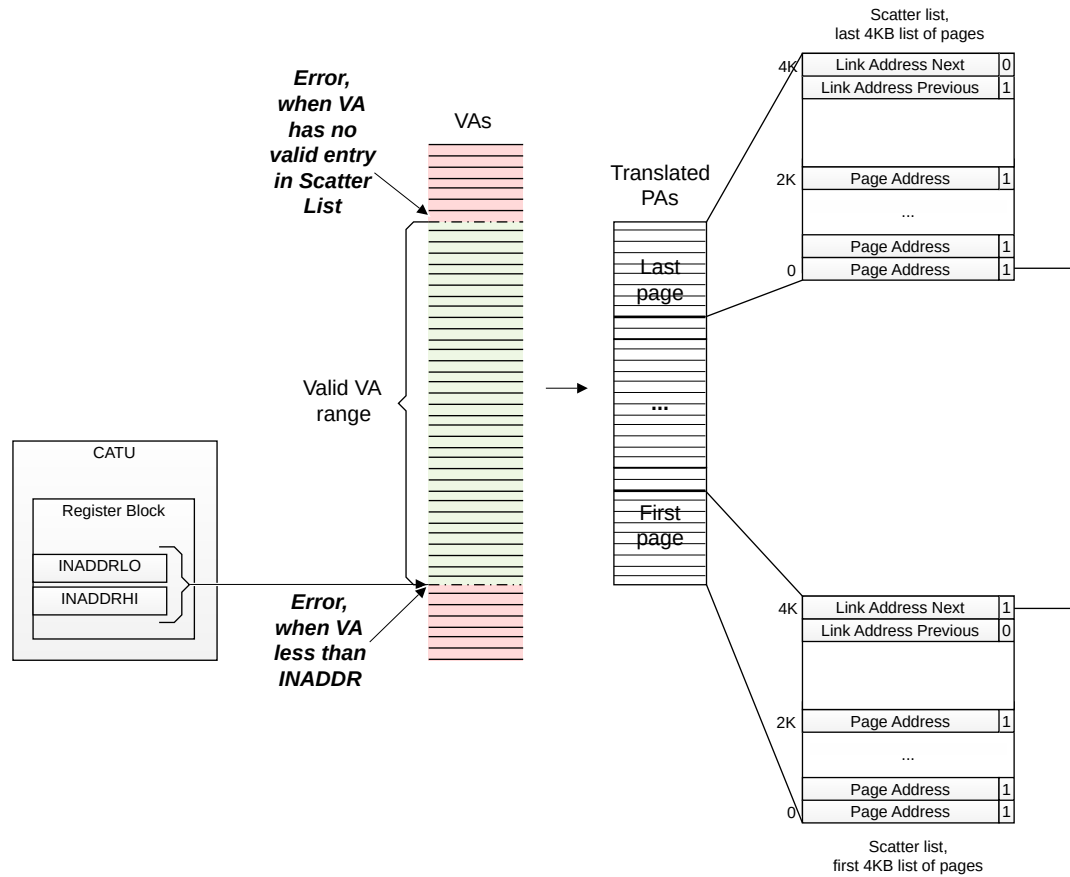 Scatter list,
last 4KB list of pages
4K
Link Address Next 0
Link Address Previous 1
2K
Page Address 1
...
Page Address 1
0
Page Address 1
Error,
when VA
has no
valid entry
in Scatter
List
VAs
Translated
PAs
Last
page
...
First
page
Valid VA
range
CATU
Register Block
INADDRLO
INADDRHI
Error,
when VA
less than
INADDR
4K
Link Address Next 1
Link Address Previous 0
2K
Page Address 1
...
Page Address 1
0
Page Address 1
Scatter list,
first 4KB list of pages